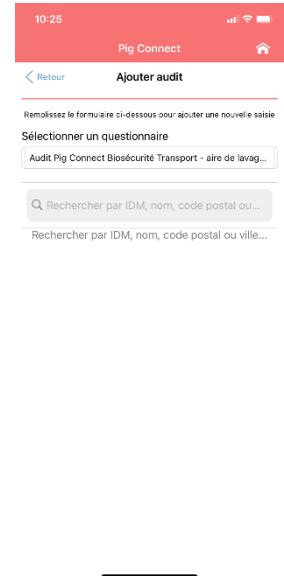 10:25
Pig Connect
Retour
Ajouter audit
Remplissez le formulaire ci-dessous pour ajouter une nouvelle saisie
Sélectionner un questionnaire
Audit Pig Connect Biosécurité Transport - aire de lavag...
Rechercher par IDM, nom, code postal ou...
Rechercher par IDM, nom, code postal ou ville...